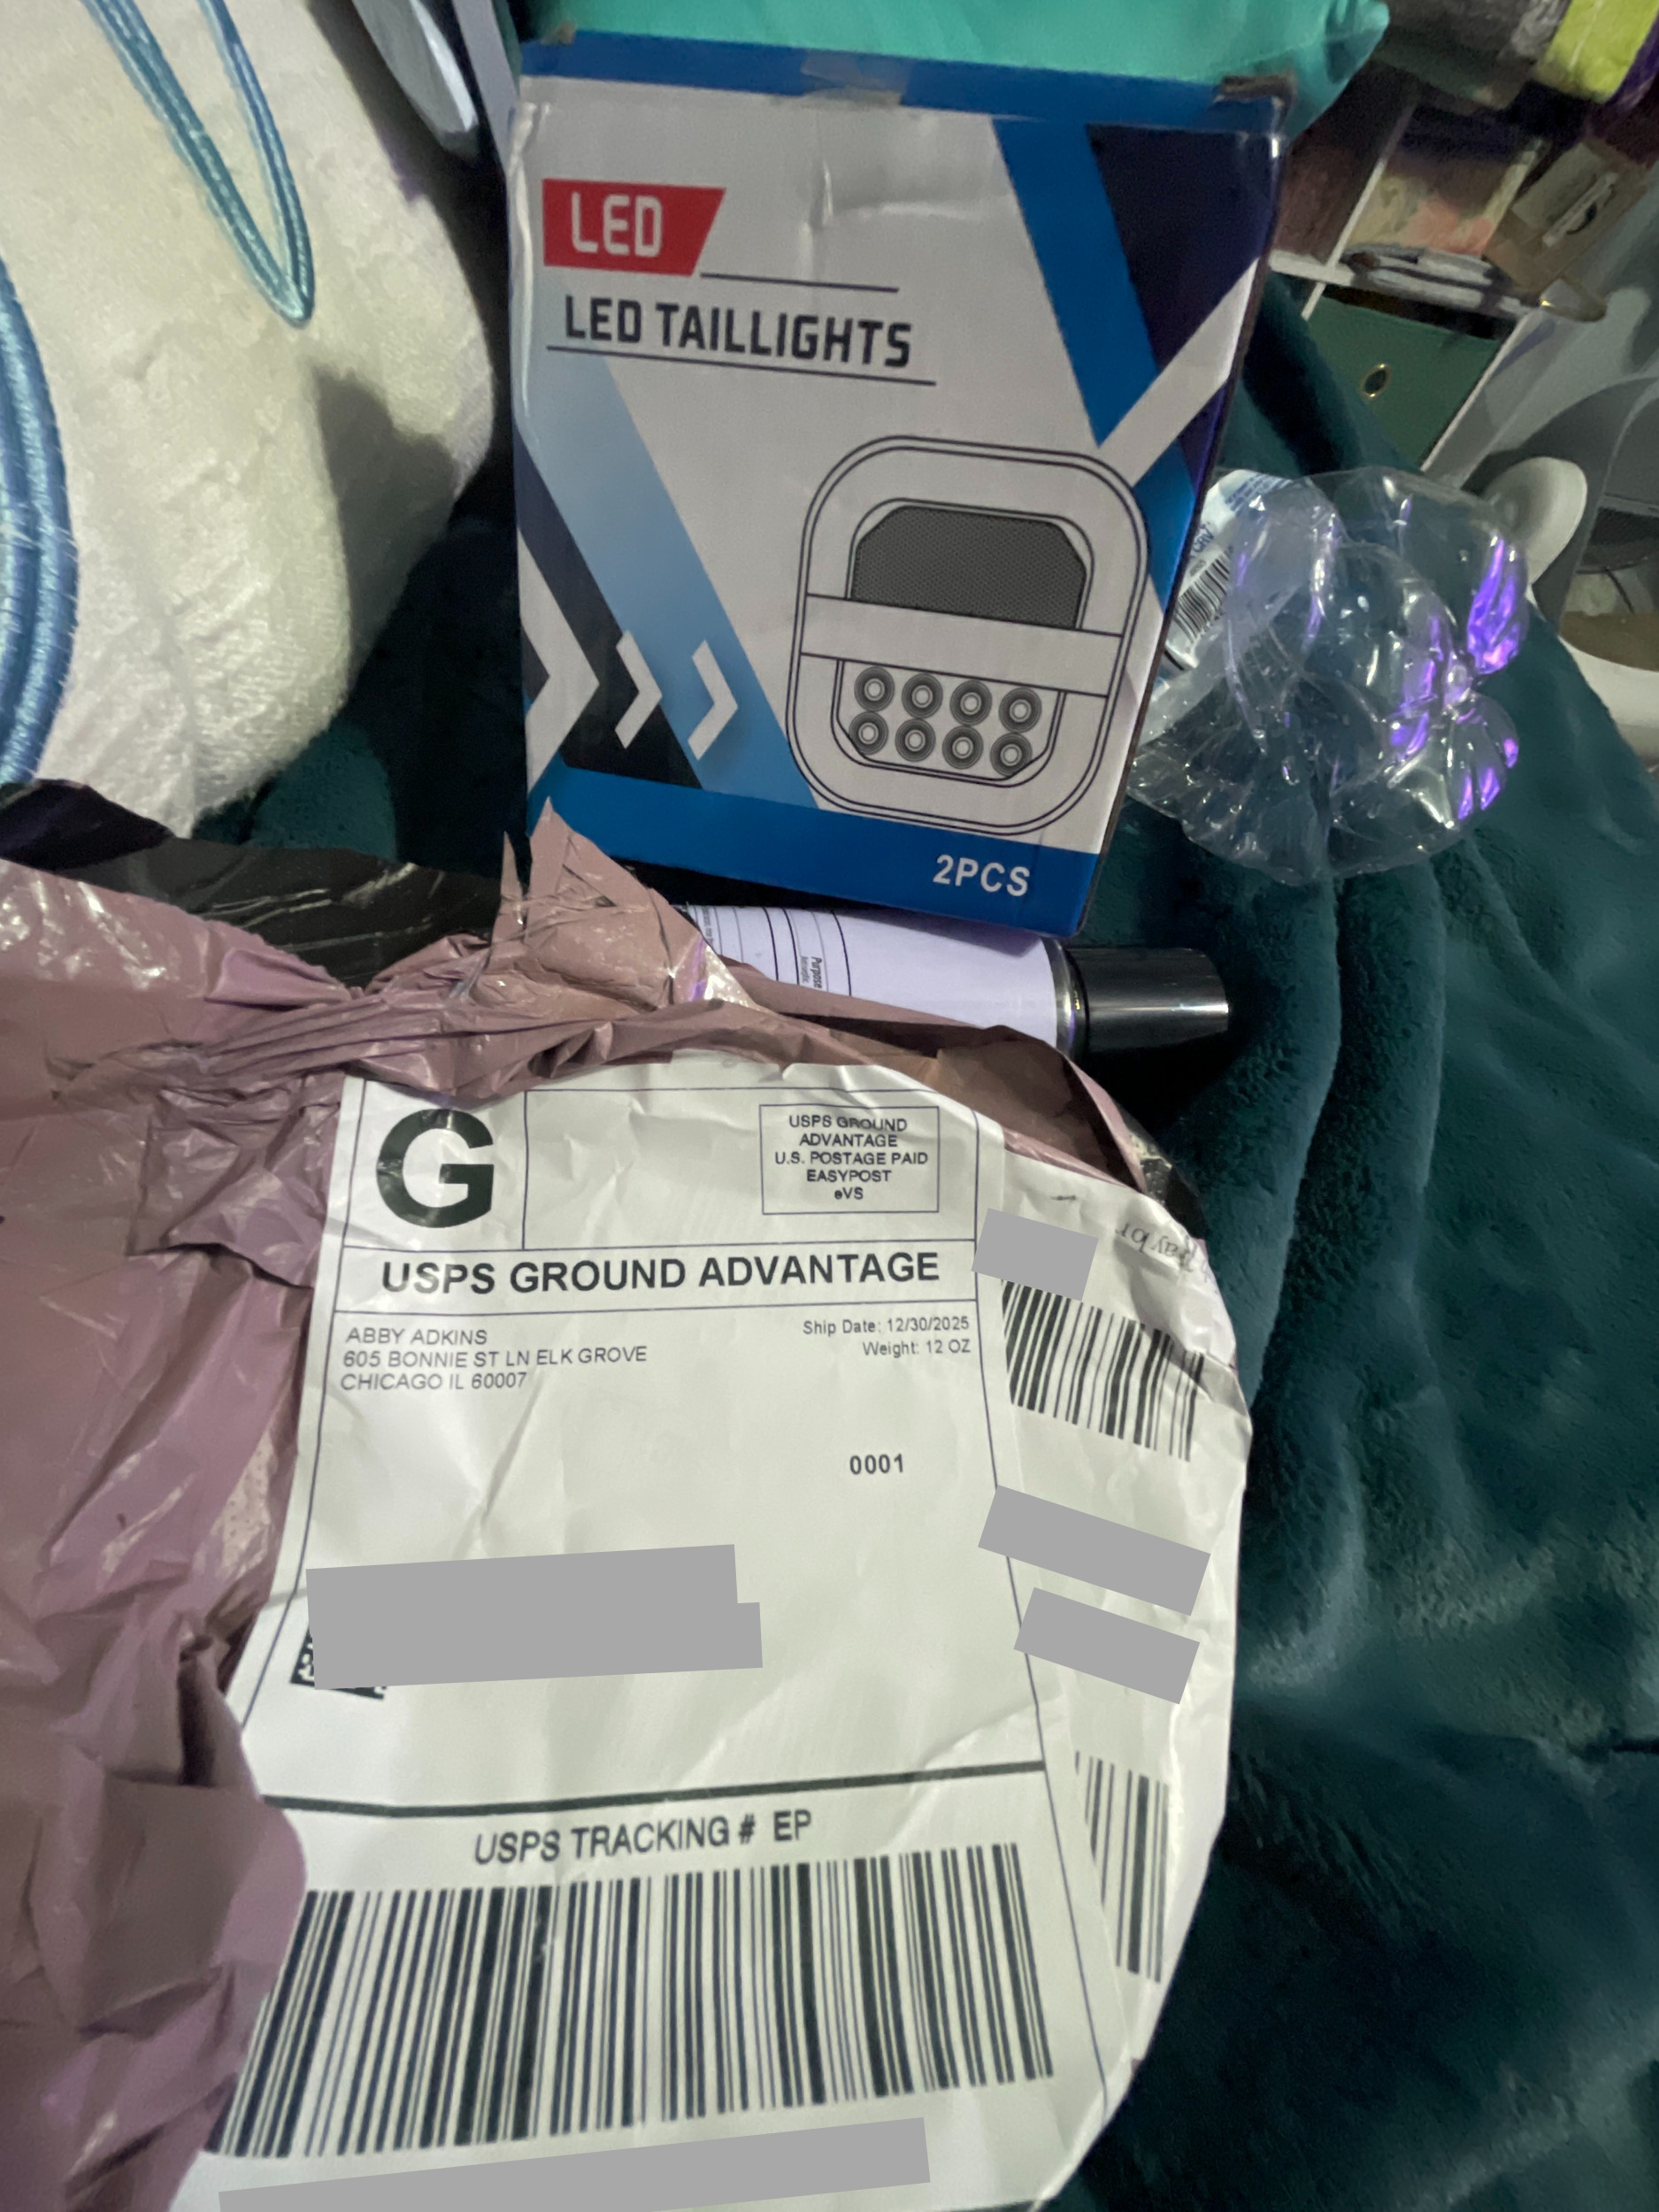 LED
LED TAILLIGHTS
2PCS
Purpose
G
USPS GROUND
ADVANTAGE
U.S. POSTAGE PAID
EASYPOST
eVS
USPS GROUND ADVANTAGE
ABBY ADKINS
605 BONNIE ST LN ELK GROVE
CHICAGO IL 60007
Ship Date: 12/30/2025
Weight: 12 OZ
0001
USPS TRACKING # EP